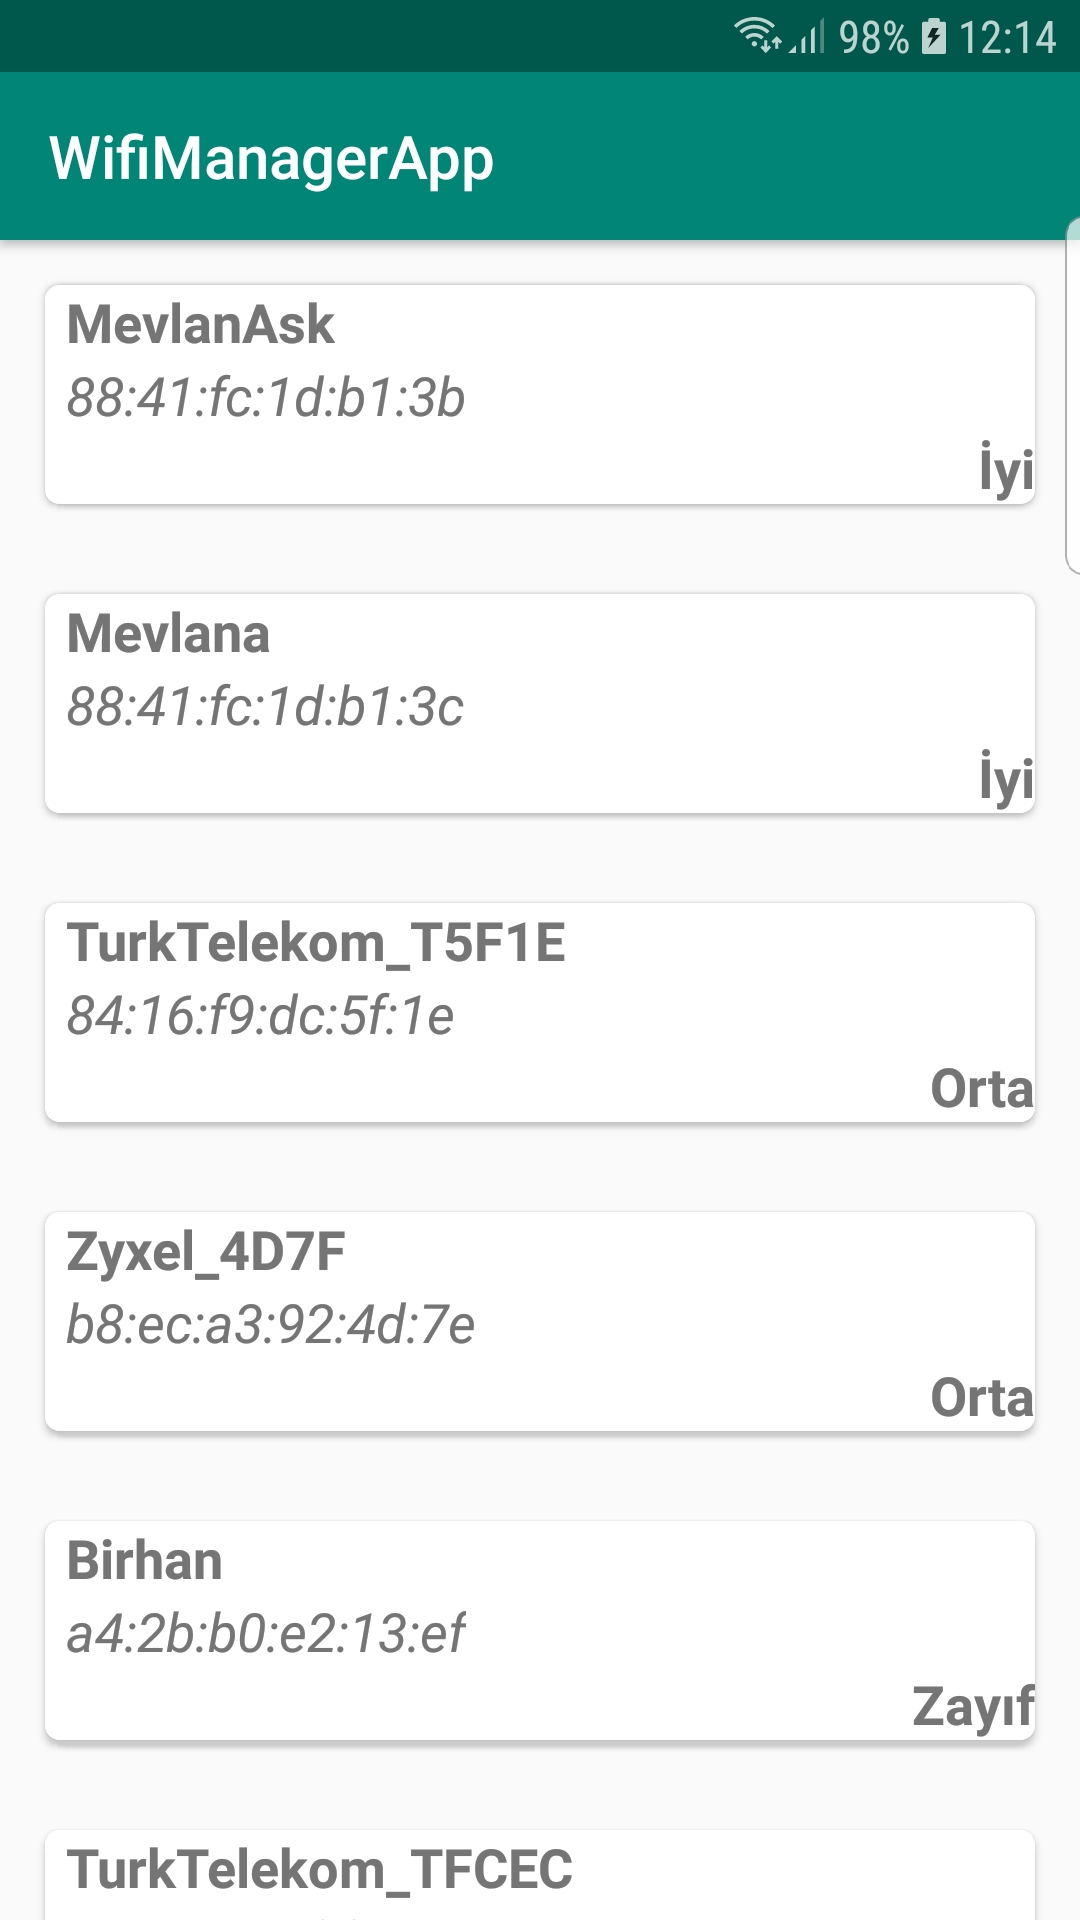 98% 12:14
WifiManagerApp
MevlanAsk
88:41:fc:1d:b1:3b
İyi
Mevlana
88:41:fc:1d:b1:3c
İyi
TurkTelekom_T5F1E
84:16:f9:dc:5f:1e
Orta
Zyxel_4D7F
b8:ec:a3:92:4d:7e
Orta
Birhan
a4:2b:b0:e2:13:ef
Zayıf
TurkTelekom_TFCEC